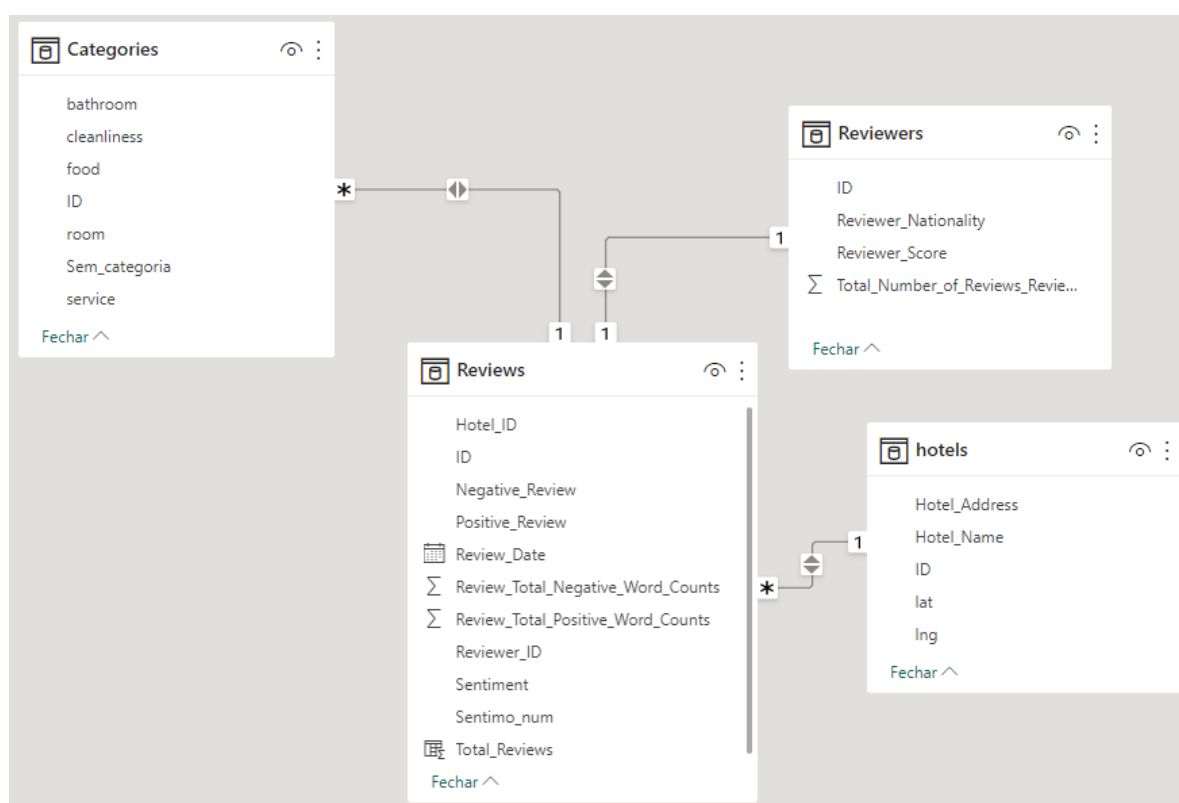 Categories
bathroom
cleanliness
food
ID
room
Sem_categoria
service
Fechar
*
1
Reviewers
ID
Reviewer_Nationality
Reviewer_Score
Σ Total_Number_of_Reviews_Revie...
Fechar
1
1
Reviews
Hotel_ID
ID
Negative_Review
Positive_Review
Review_Date
Σ Review_Total_Negative_Word_Counts
Σ Review_Total_Positive_Word_Counts
Reviewer_ID
Sentiment
Sentimo_num
Total_Reviews
Fechar
*
1
hotels
Hotel_Address
Hotel_Name
ID
lat
lng
Fechar